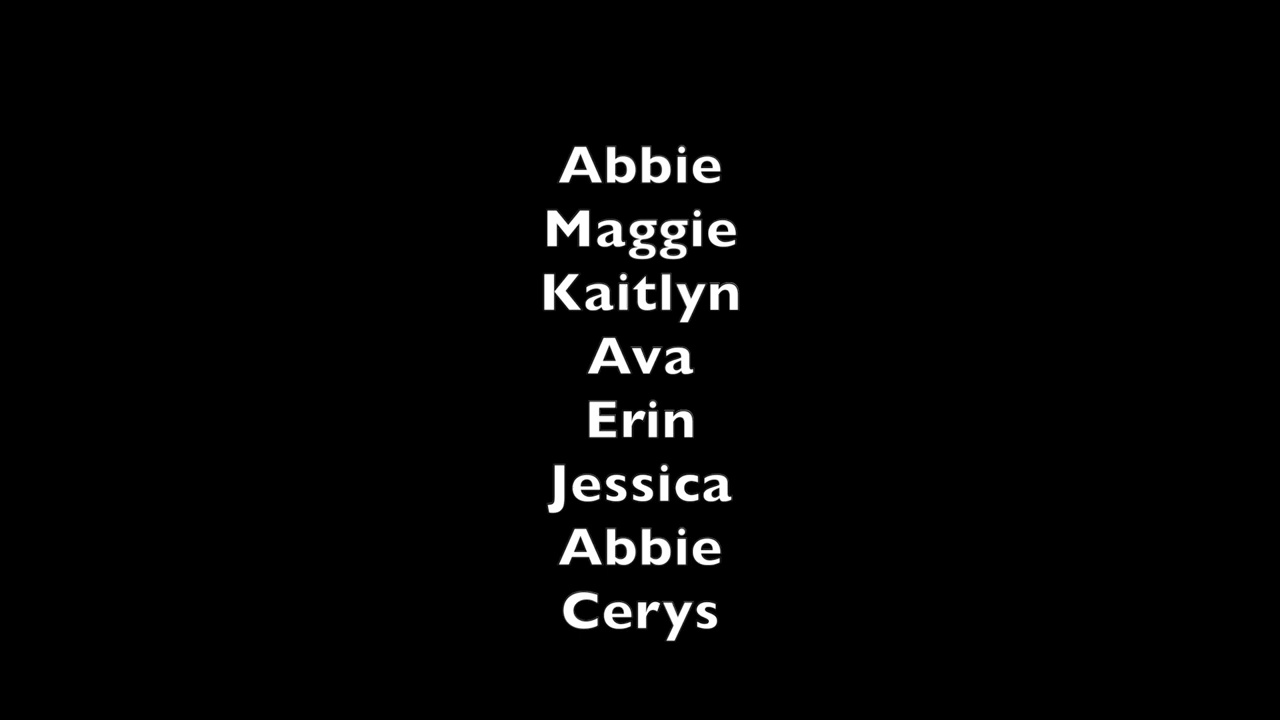 Abbie
Maggie
Kaitlyn
Ava
Erin
Jessica
Abbie
Cerys